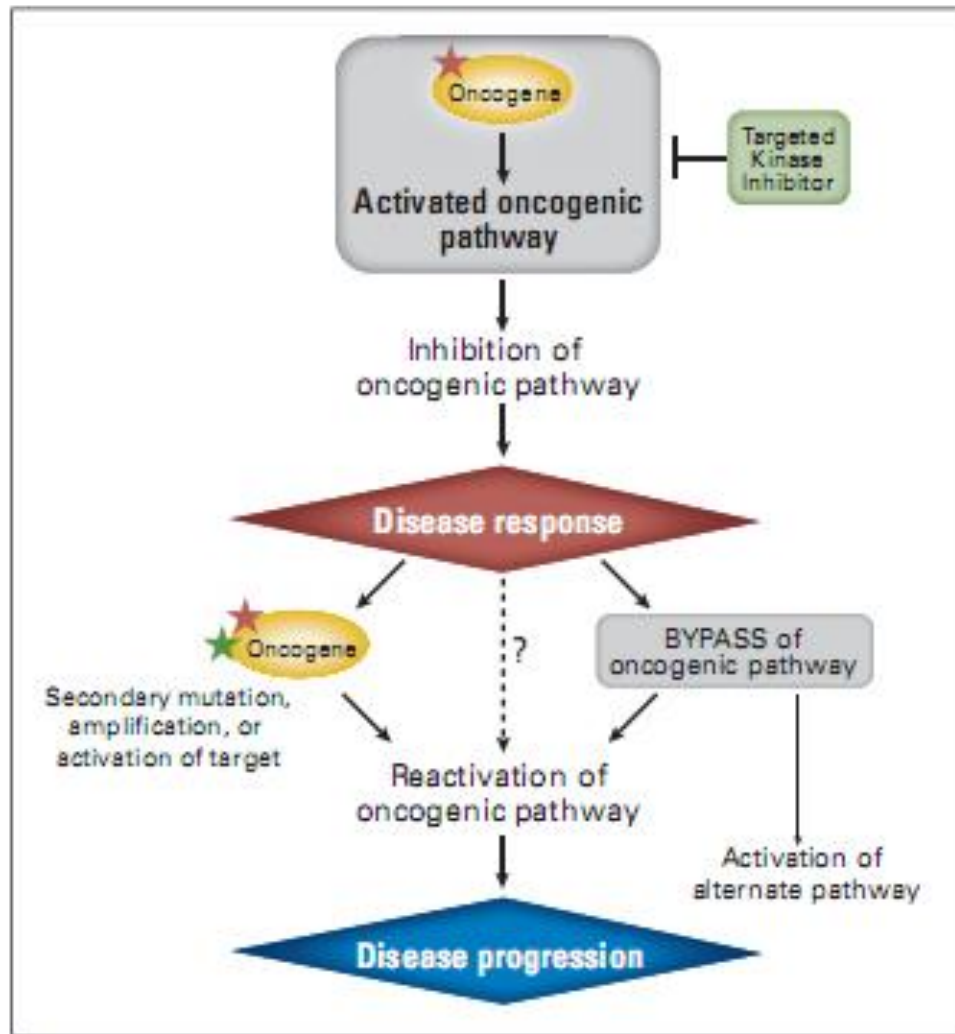 Oncogene
Activated oncogenic
pathway
Targeted
Kinase
Inhibitor
Inhibition of
oncogenic pathway
Disease response
Oncogene
Secondary mutation,
amplification, or
activation of target
?
BYPASS of
oncogenic pathway
Reactivation of
oncogenic pathway
Activation of
alternate pathway
Disease progression